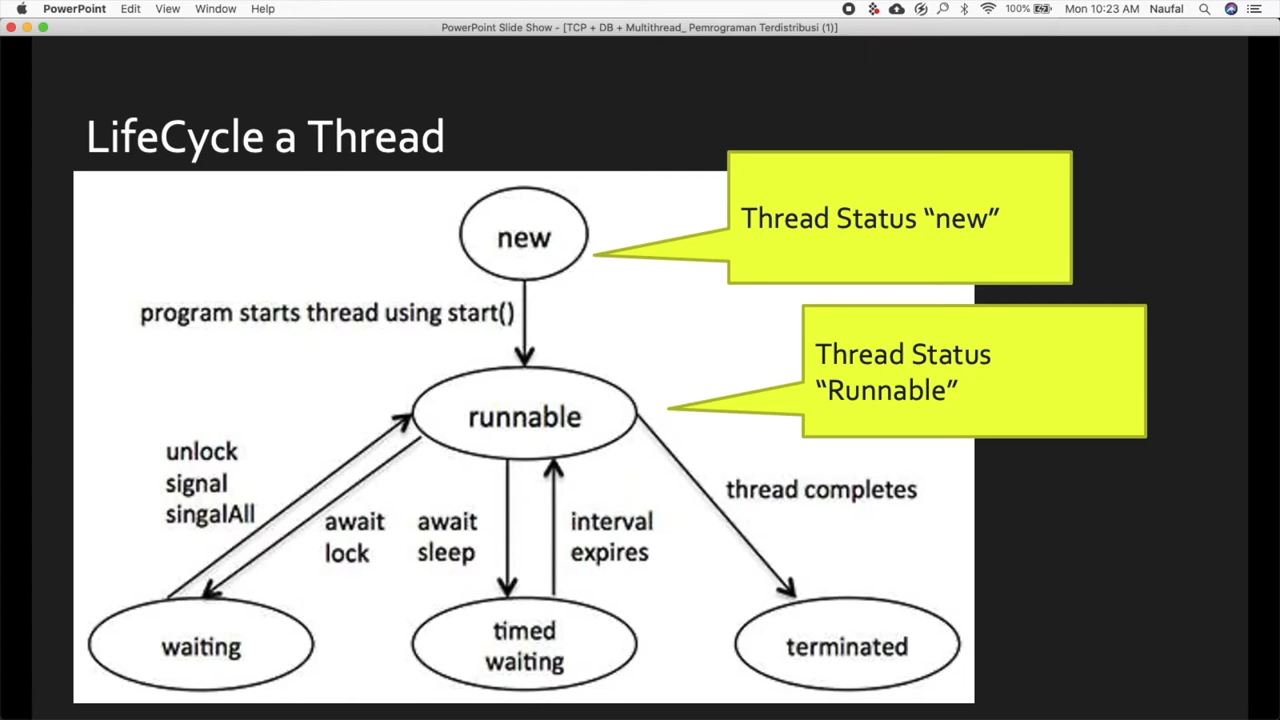 PowerPoint Edit View Window Help 100% Mon 10:23 AM Naufal
PowerPoint Slide Show - [TCP + DB + Multithread_ Pemrograman Terdistribusi (1)]
LifeCycle a Thread
new
Thread Status “new”
program starts thread using start()
Thread Status
“Runnable”
runnable
unlock
signal
singalAll
await
lock
await
sleep
interval
expires
thread completes
waiting
timed
waiting
terminated